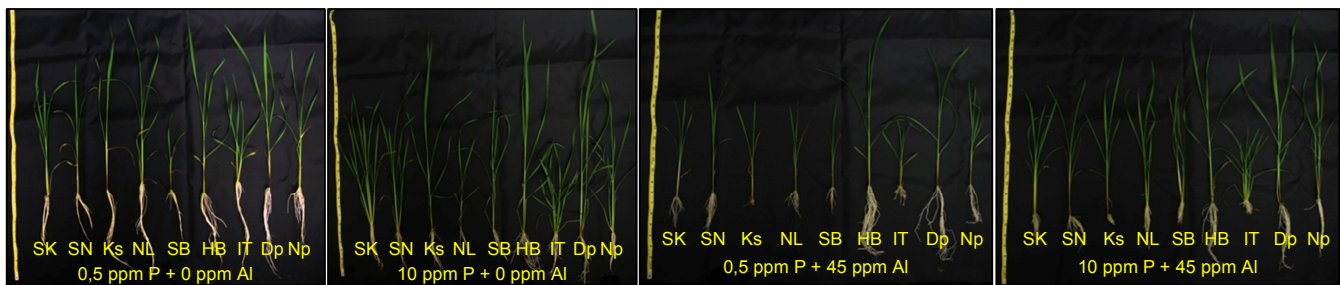 SK SN Ks NL SB HB IT Dp Np
0,5 ppm P + 0 ppm Al
SK SN Ks NL SB HB IT Dp Np
10 ppm P + 0 ppm Al
SK SN Ks NL SB HB IT Dp Np
0,5 ppm P + 45 ppm Al
SK SN Ks NL SB HB IT Dp Np
10 ppm P + 45 ppm Al